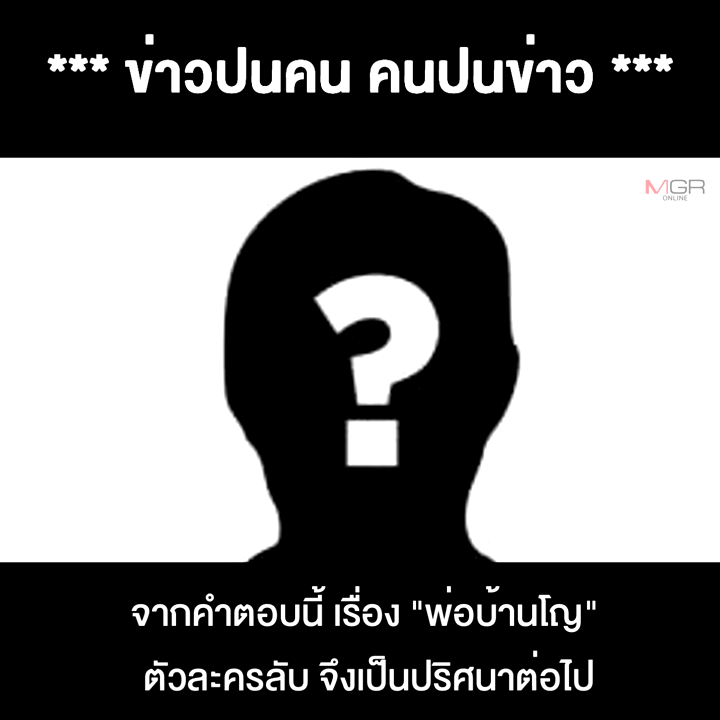 *** ข่าวปนคน คนปนข่าว ***
MGR
ONLINE
?
จากคำตอบนี้ เรื่อง "พ่อบ้านโญ"
ตัวละครลับ จึงเป็นปริศนาต่อไป